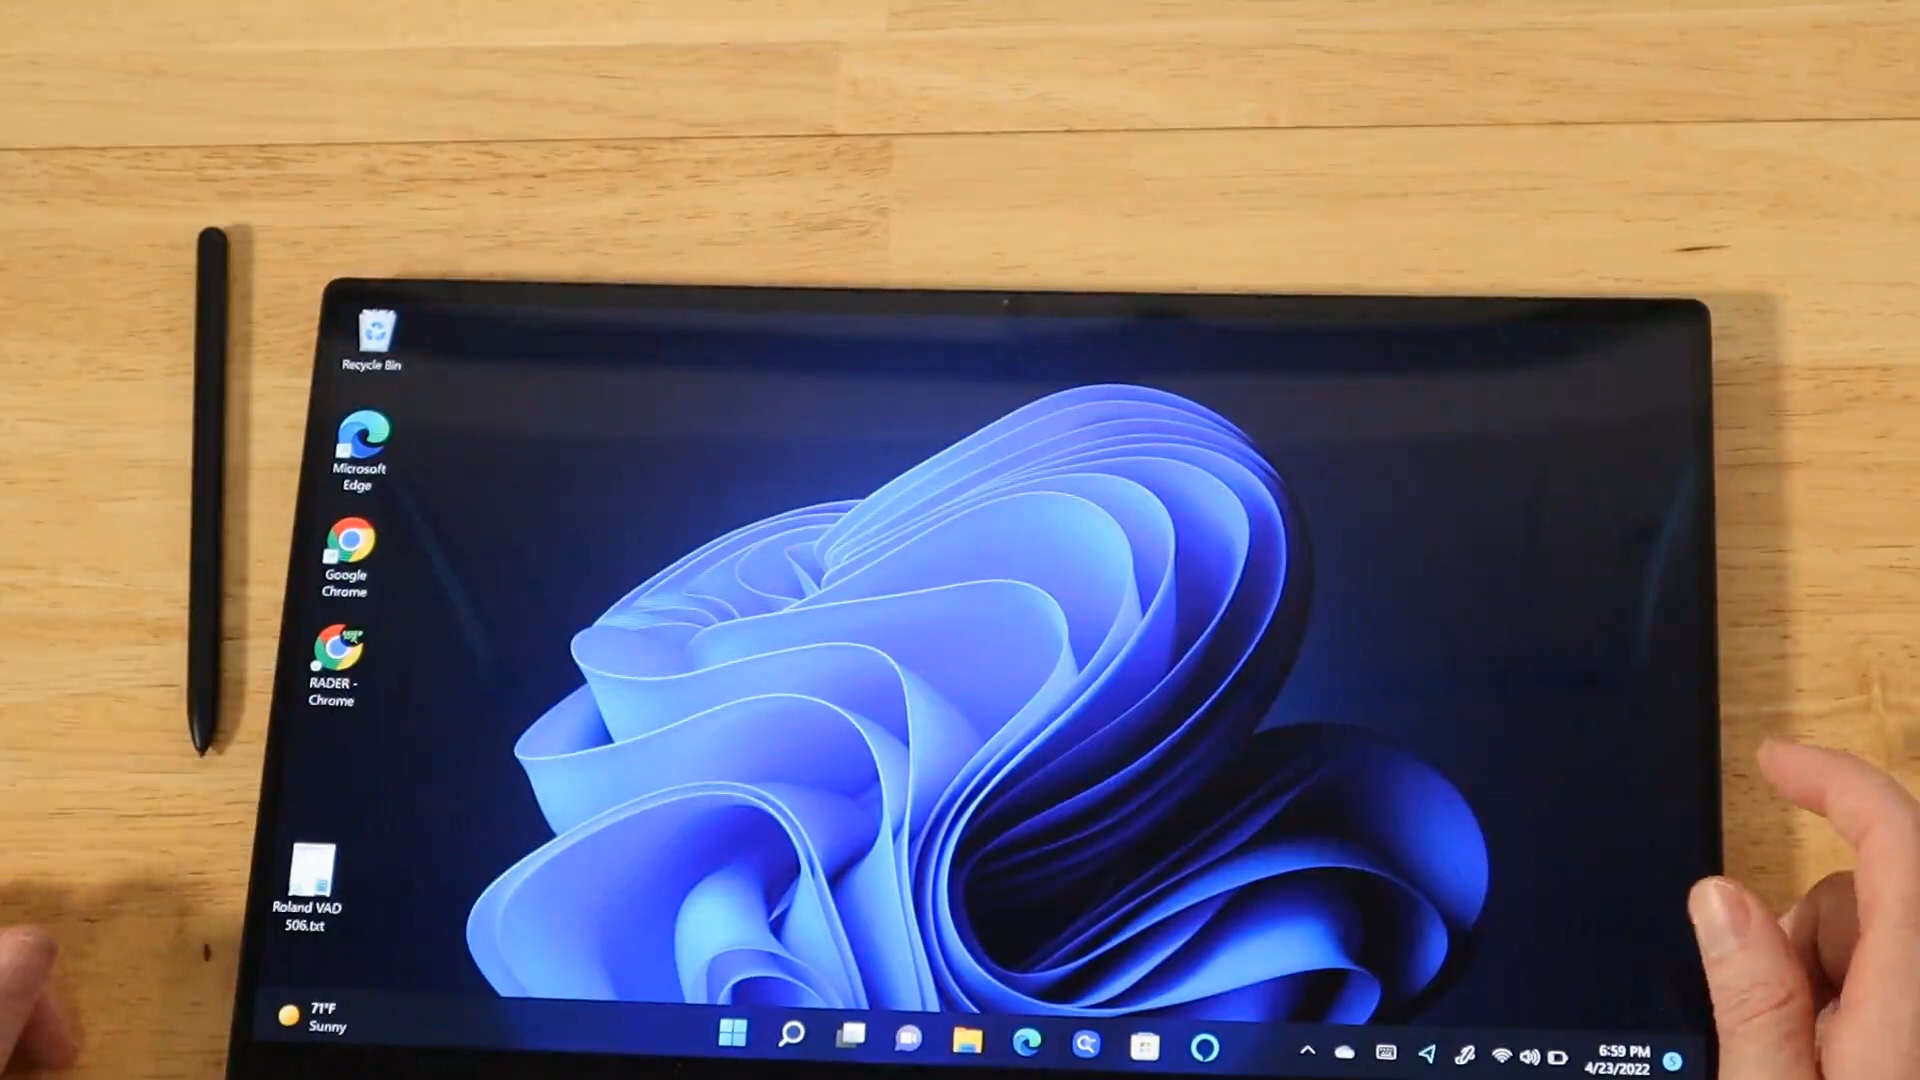 Recycle Bin
Microsoft
Edge
Google
Chrome
RADER -
Chrome
Roland VAD
506.txt
71°F
Sunny
6:59 PM
4/23/2022
5